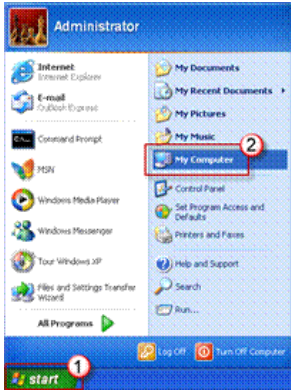 Administrator
Internet
Internet Explorer
E-mail
Outlook Express
Command Prompt
MSN
Windows Media Player
Windows Messenger
Tour Windows XP
Files and Settings Transfer
Wizard
All Programs
My Documents
My Recent Documents
My Pictures
My Music
2
My Computer
Control Panel
Set Program Access and
Defaults
Printers and Faxes
Help and Support
Search
Run...
Log Off
Turn Off Computer
1
start